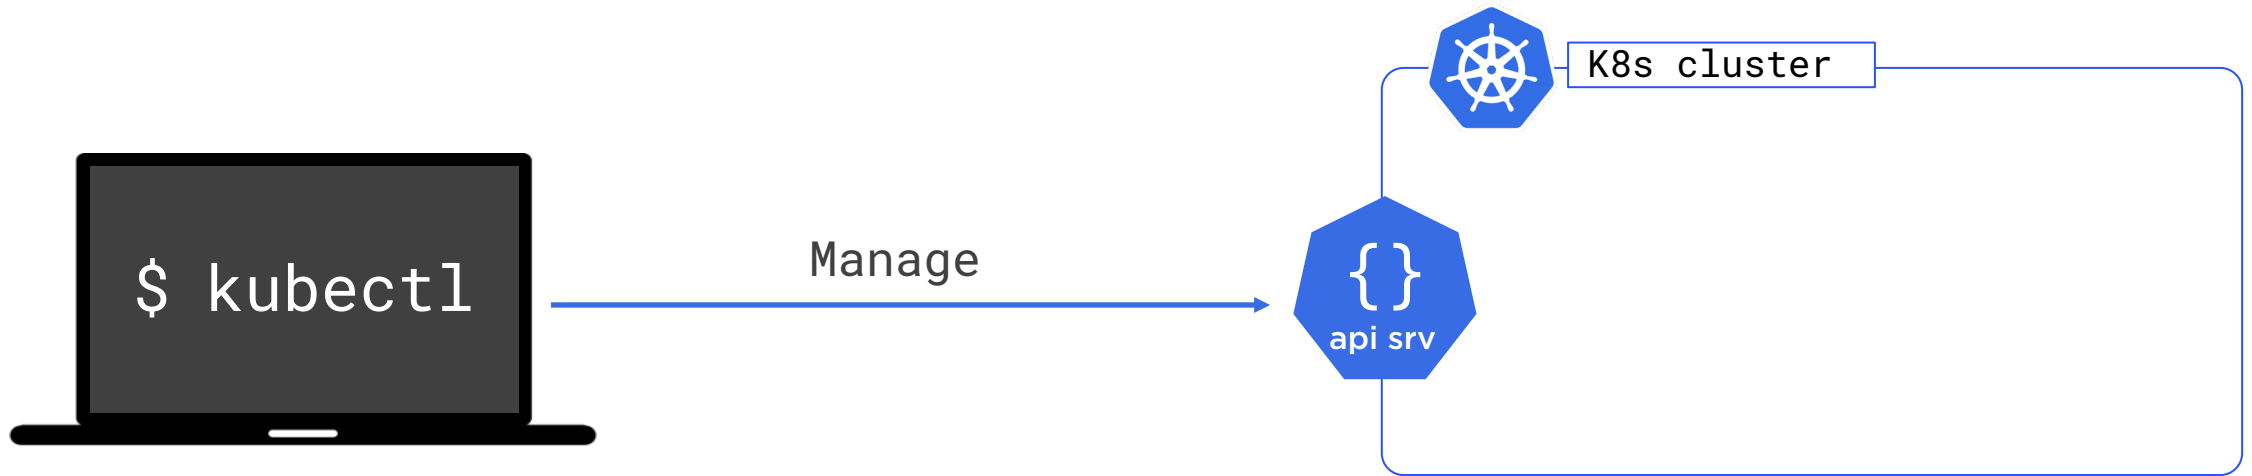 K8s cluster
$ kubectl
Manage
{}
api srv